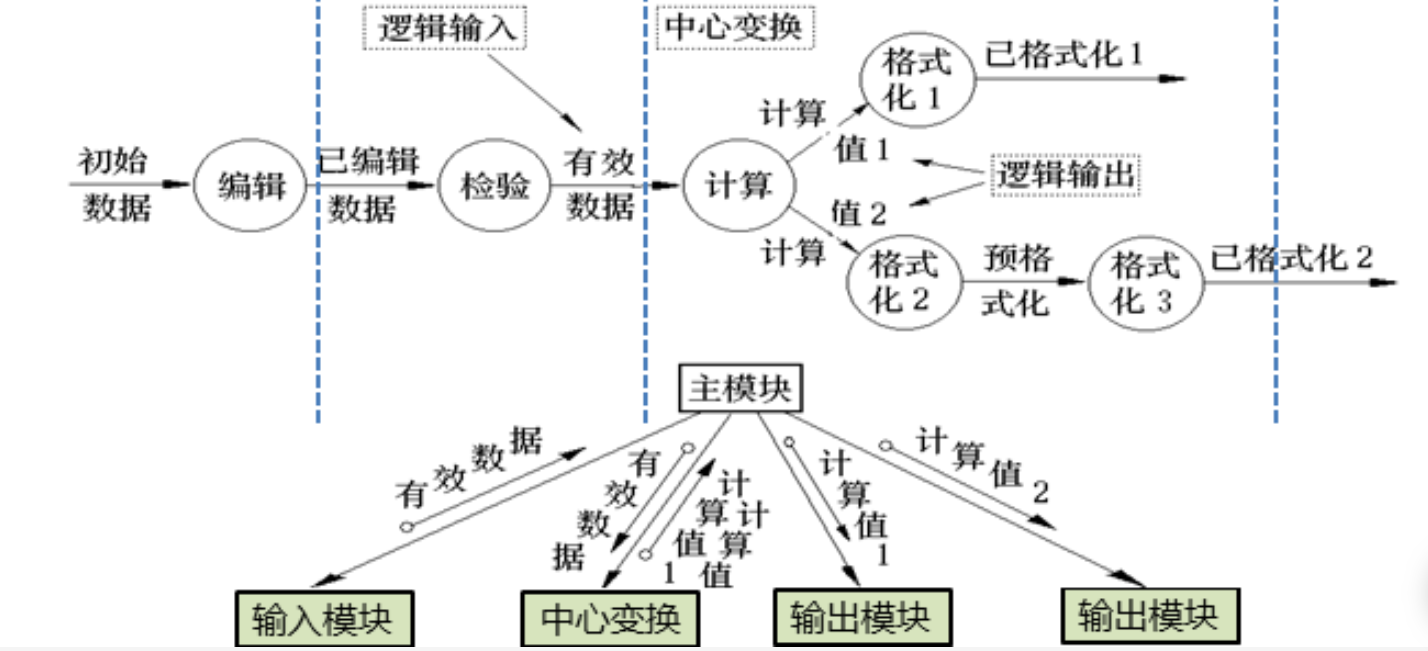 逻辑输入
中心变换
格式
化1
已格式化1
计算
值1
初始
数据
编辑
已编辑
数据
检验
有效
数据
计算
逻辑输出
值2
计算
格式
化2
预格
式化
格式
化3
已格式化2
主模块
有效数据
有效数据
计算值1
计算值
计算值1
计算值2
输入模块
中心变换
输出模块
输出模块